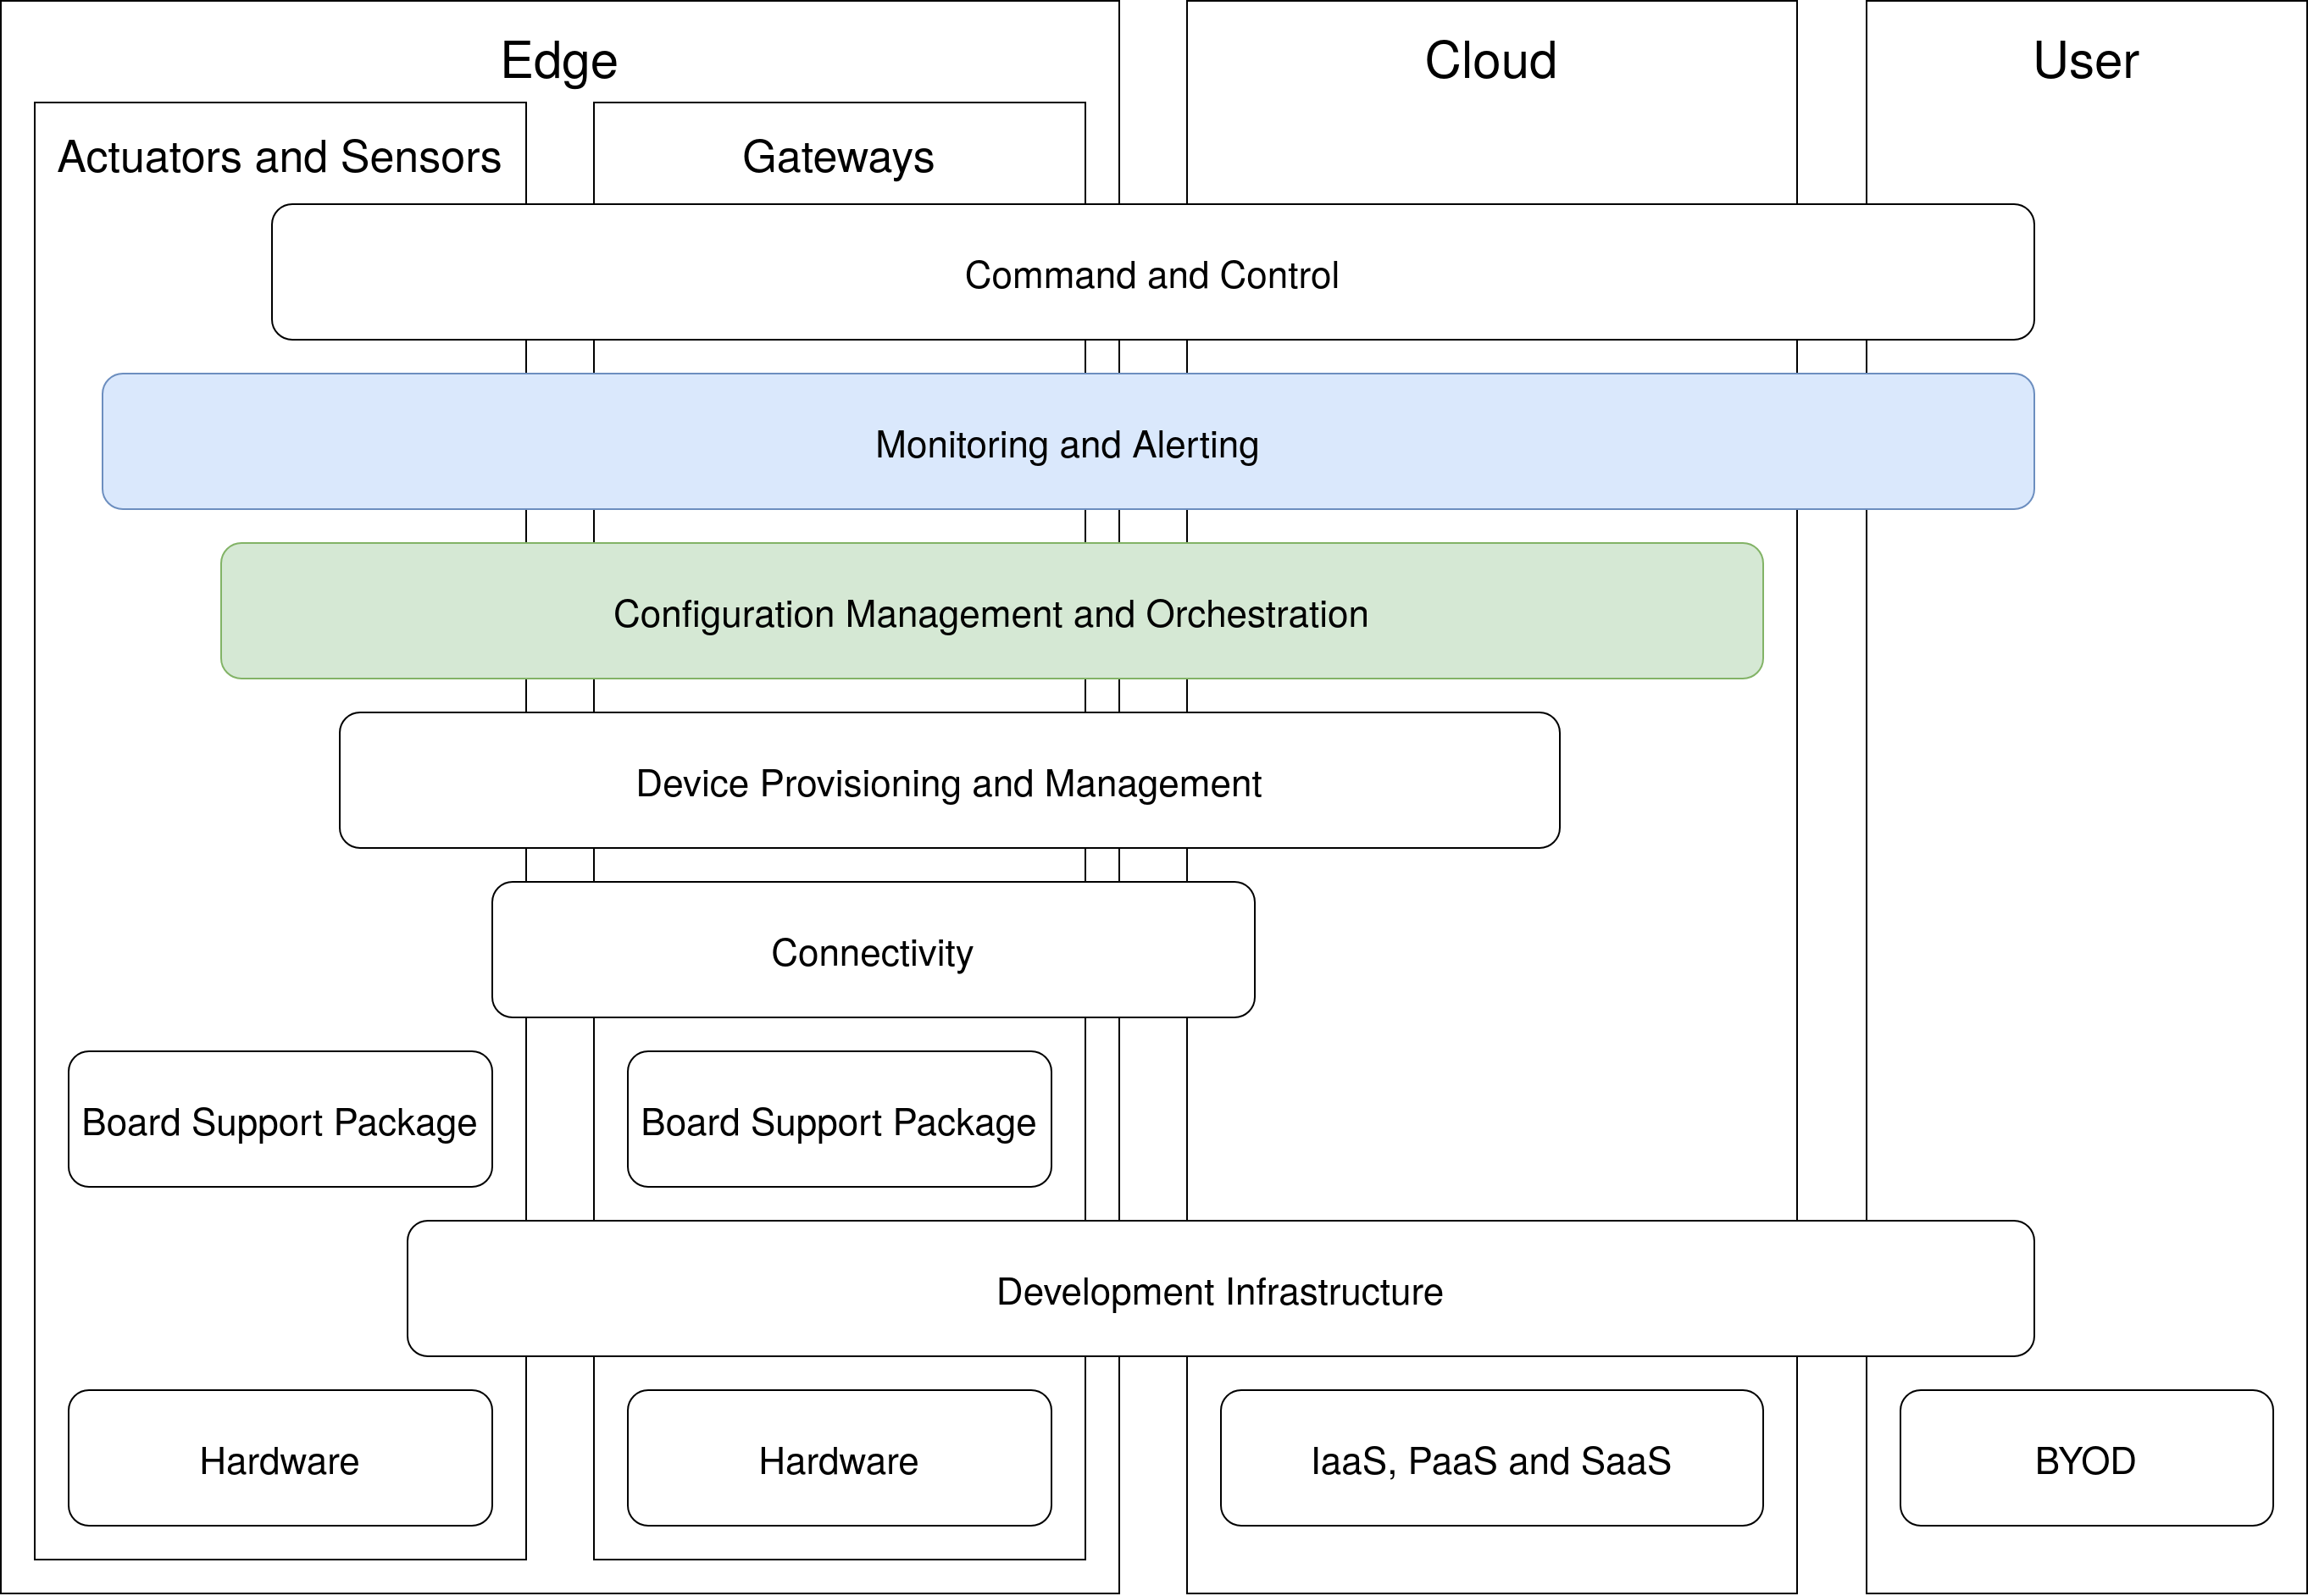 Edge
Cloud
User
Actuators and Sensors
Gateways
Command and Control
Monitoring and Alerting
Configuration Management and Orchestration
Device Provisioning and Management
Connectivity
Board Support Package
Board Support Package
Development Infrastructure
Hardware
Hardware
IaaS, PaaS and SaaS
BYOD